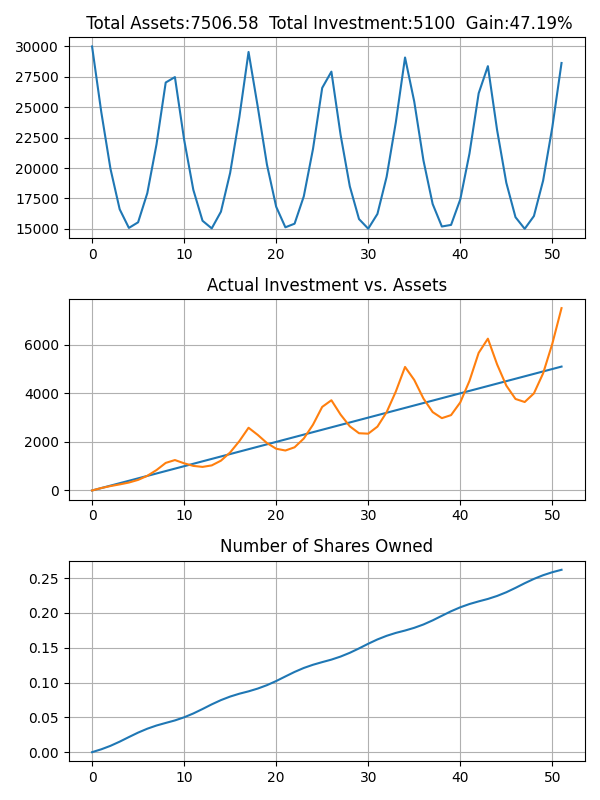 Total Assets:7506.58  Total Investment:5100  Gain:47.19%
30000
27500
25000
22500
20000
17500
15000
0 10 20 30 40 50
Actual Investment vs. Assets
6000
4000
2000
0
0 10 20 30 40 50
Number of Shares Owned
0.25
0.20
0.15
0.10
0.05
0.00
0 10 20 30 40 50